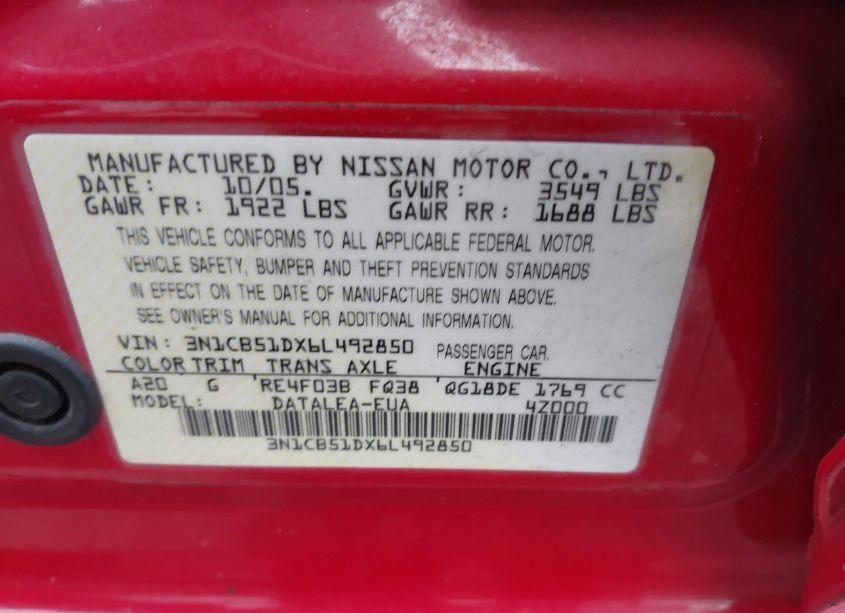 MANUFACTURED BY NISSAN MOTOR CO., LTD.
DATE: 10/05. GVWR: 3549 LBS
GAWR FR: 1922 LBS GAWR RR: 1688 LBS
THIS VEHICLE CONFORMS TO ALL APPLICABLE FEDERAL MOTOR.
VEHICLE SAFETY, BUMPER AND THEFT PREVENTION STANDARDS
IN EFFECT ON THE DATE OF MANUFACTURE SHOWN ABOVE.
SEE OWNER'S MANUAL FOR ADDITIONAL INFORMATION.
VIN: 3N1CB51DX6L492850 PASSENGER CAR.
COLOR TRIM TRANS AXLE ENGINE
A20 G 'RE4F03B FQ38 'QG18DE 1769 CC
MODEL: DATALEA-EUA 4Z000
3N1CB51DX6L492850